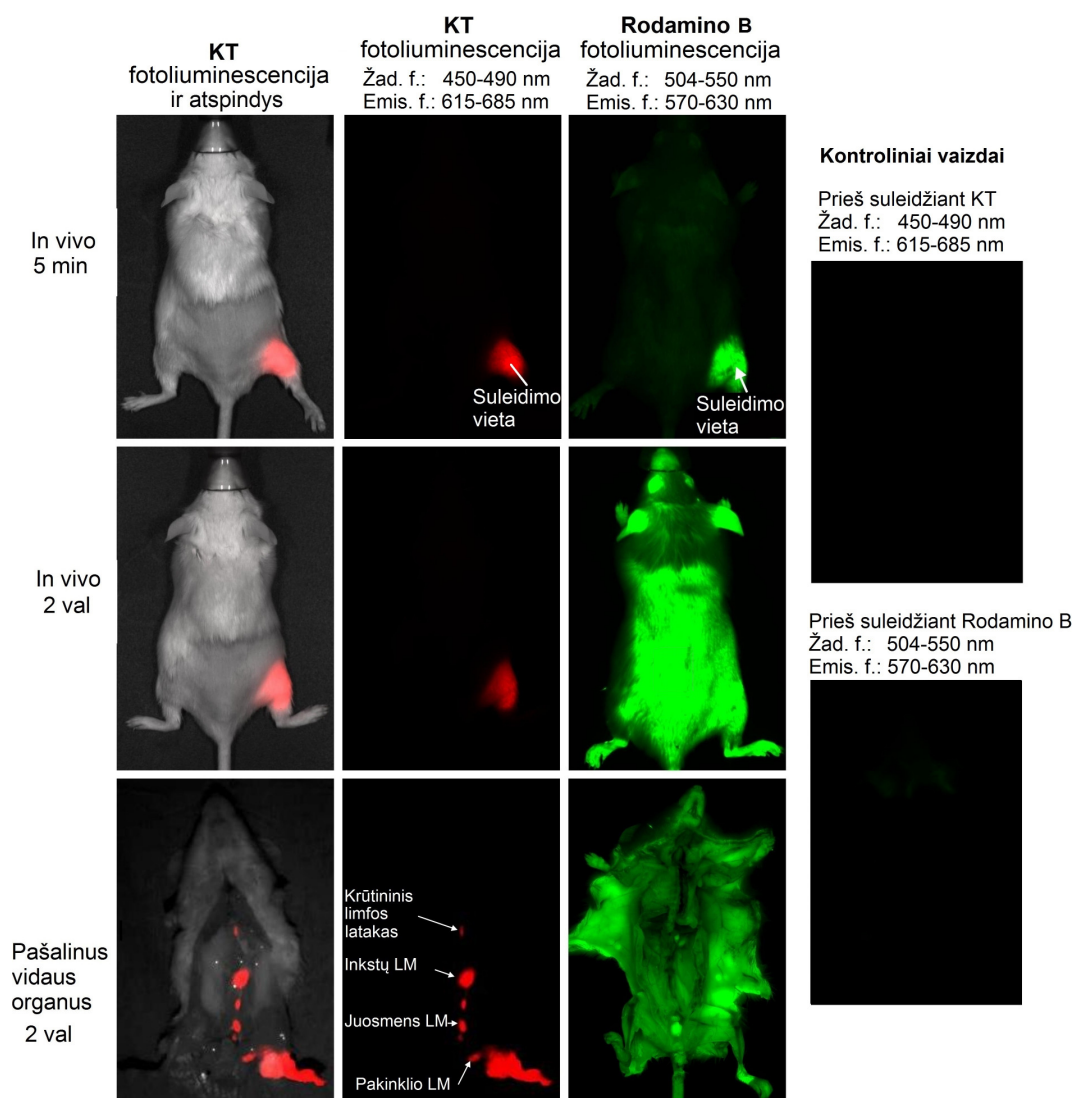 KT
fotoliuminescencija
ir atspindys
KT
fotoliuminescencija
Žad. f.: 450-490 nm
Emis. f.: 615-685 nm
Rodamino B
fotoliuminescencija
Žad. f.: 504-550 nm
Emis. f.: 570-630 nm
Kontroliniai vaizdai
Prieš suleidžiant KT
Žad. f.: 450-490 nm
Emis. f.: 615-685 nm
In vivo
5 min
Suleidimo
vieta
Suleidimo
vieta
In vivo
2 val
Prieš suleidžiant Rodamino B
Žad. f.: 504-550 nm
Emis. f.: 570-630 nm
Pašalinus
vidaus
organus
2 val
Krūtininis
limfos
latakas
Inkstų LM
Juosmens LM
Pakinklio LM